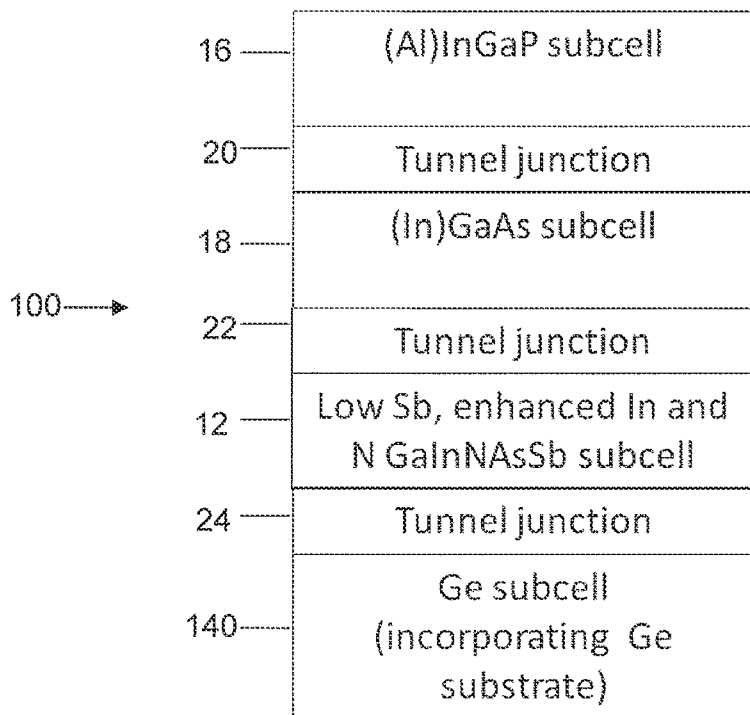 16 (Al)InGaP subcell
20 Tunnel junction
18 (In)GaAs subcell
100
22 Tunnel junction
12 Low Sb, enhanced In and
N GaInNAsSb subcell
24 Tunnel junction
Ge subcell
140 (incorporating Ge
substrate)